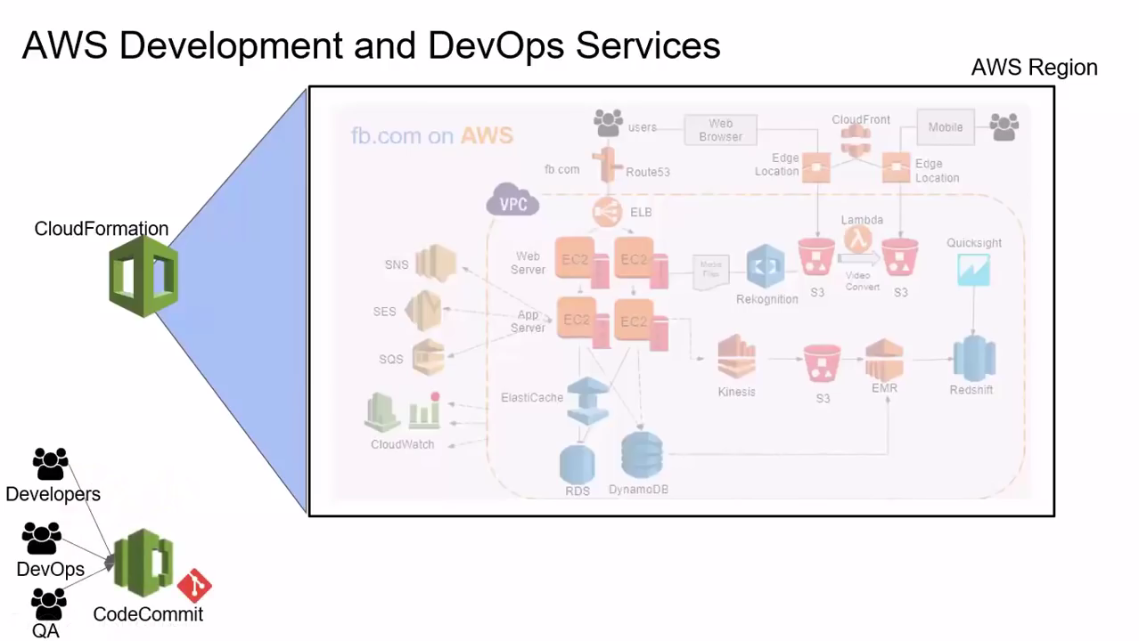 AWS Development and DevOps Services
AWS Region
fb.com on AWS
users
Web
Browser
CloudFront
Mobile
fb com
Route53
Edge
Location
Edge
Location
VPC
ELB
Lambda
Quicksight
CloudFormation
SNS
Web
Server
EC2
EC2
Media
Files
Rekognition
S3
Video
Convert
S3
SES
App
Server
EC2
EC2
SQS
Kinesis
S3
EMR
Redshift
ElastiCache
CloudWatch
RDS
DynamoDB
Developers
DevOps
CodeCommit
QA